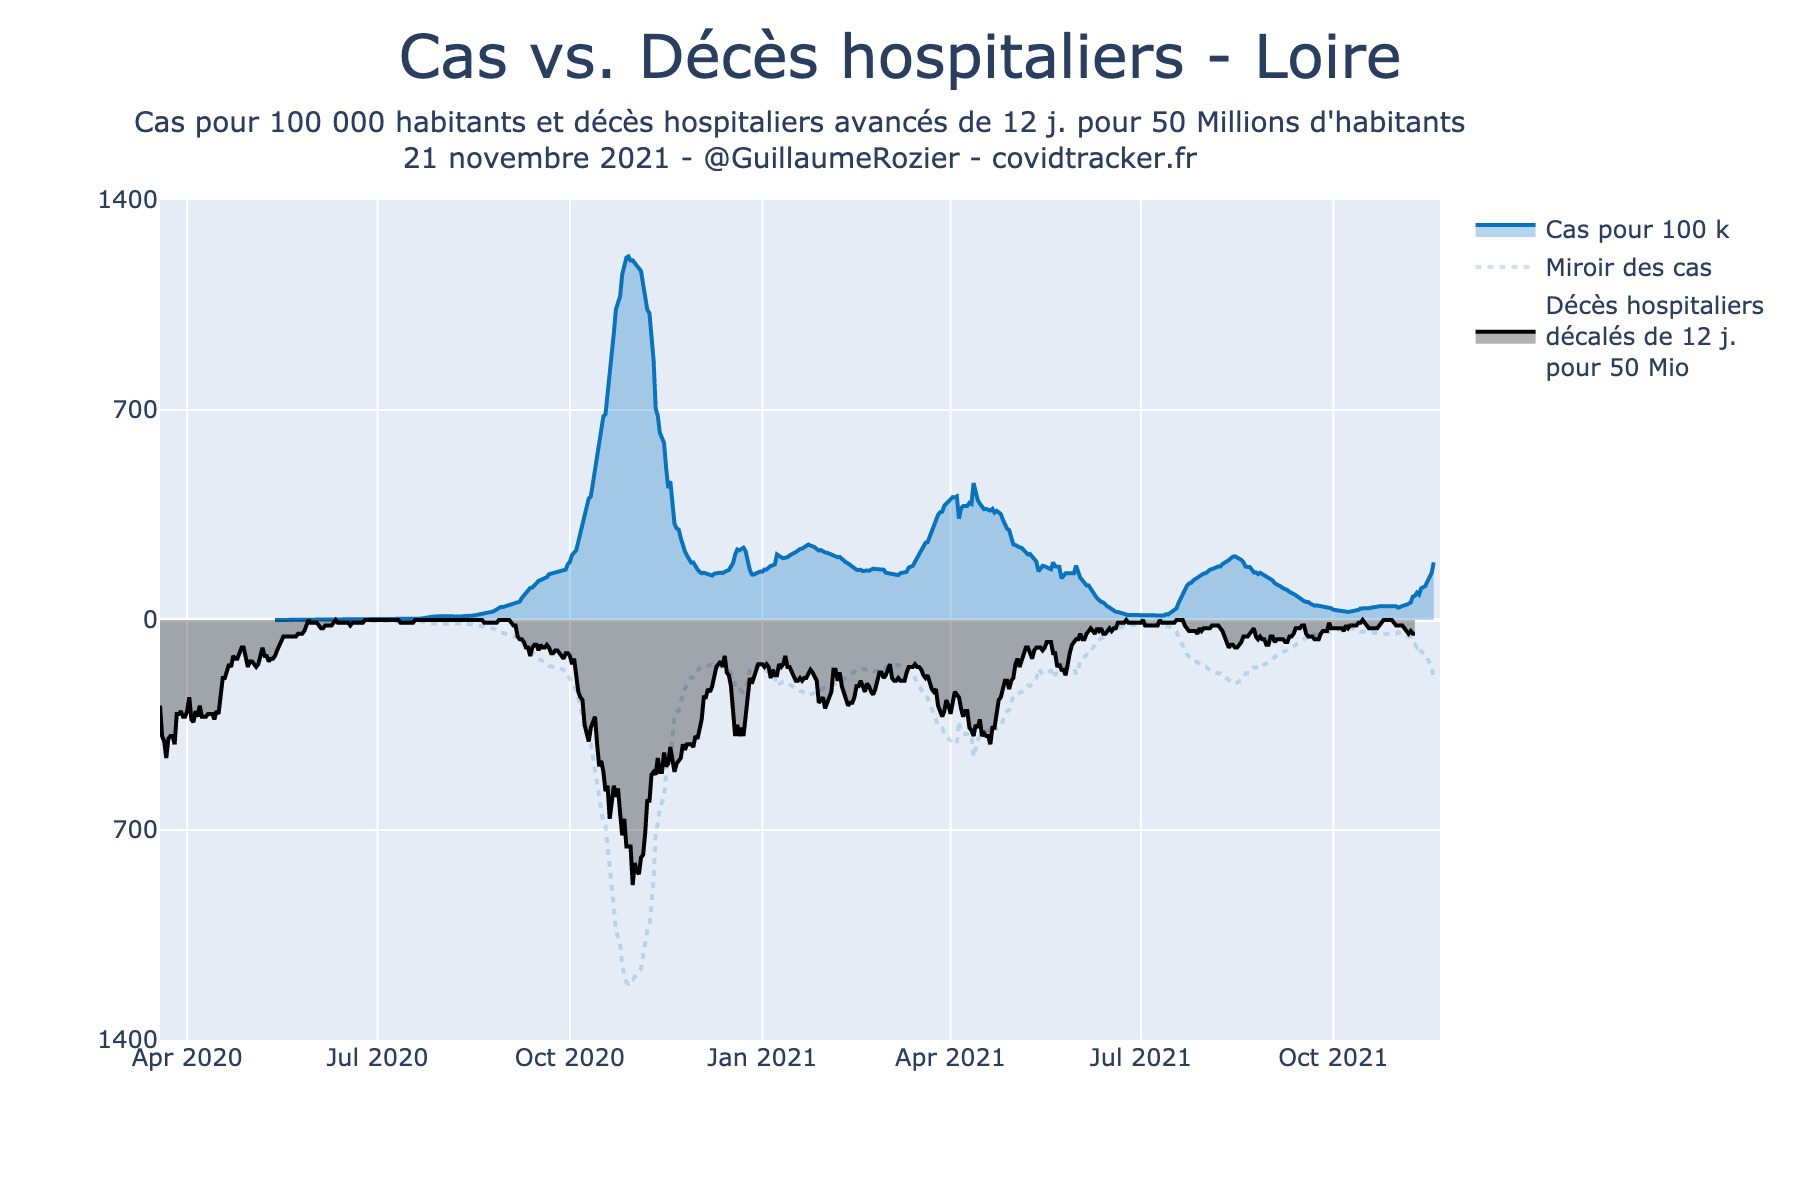 Cas vs. Décès hospitaliers - Loire
Cas pour 100 000 habitants et décès hospitaliers avancés de 12 j. pour 50 Millions d'habitants
21 novembre 2021 - @GuillaumeRozier - covidtracker.fr
1400
700
0
700
1400
Apr 2020
Jul 2020
Oct 2020
Jan 2021
Apr 2021
Jul 2021
Oct 2021
Cas pour 100 k
Miroir des cas
Décès hospitaliers
décalés de 12 j.
pour 50 Mio